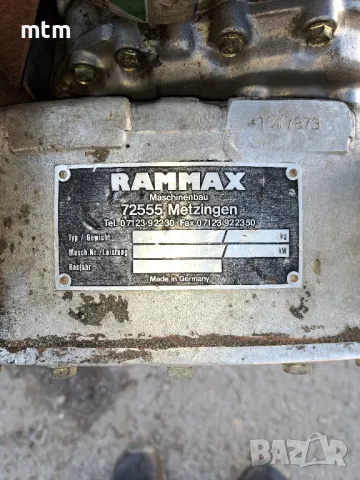 mtm
41017873
RAMMAX
Maschinenbau
72555 Metzingen
Tel. 07123/92230 Fax 07123/922350
Typ / Gewicht kg
Masch Nr./Leistung kW
Baujahr
Made in Germany
BAZAR